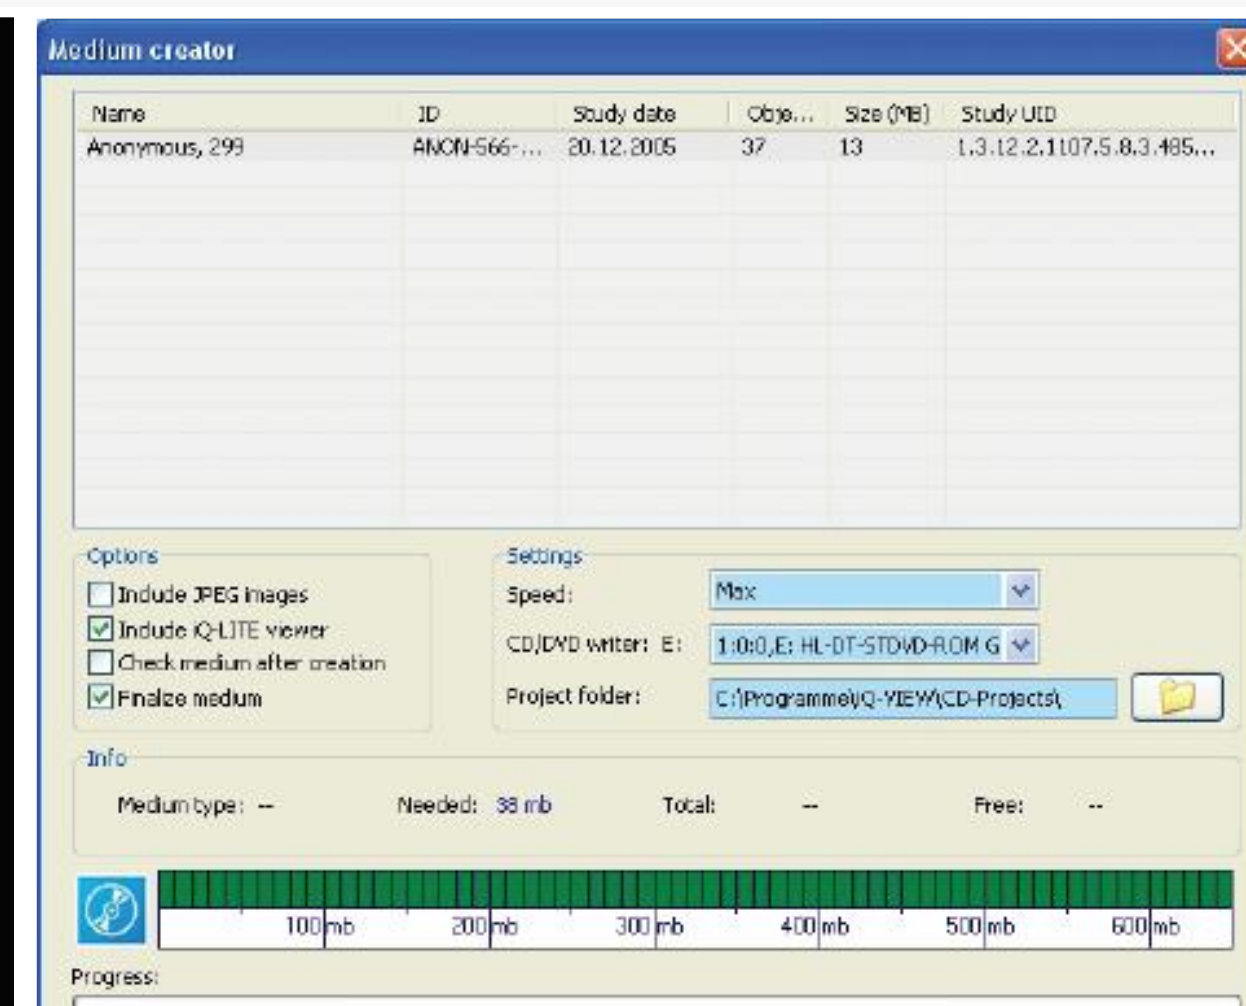 Medium creator
Name ID Study date Obje... Size (MB) Study UID
Anonymous, 299 ANON-566-... 20.12.2005 37 13 1.3.12.2.1107.5.8.3.485...
Options
Include JPEG images
Include iQ-LITE viewer
Check medium after creation
Finalize medium
Settings
Speed: Max
CD/DVD writer: E: 1:0:0,E: HL-DT-STDVD-ROM G
Project folder: C:\Programme\iQ-VIEW\CD-Projects\
Info
Medium type: -- Needed: 38 mb Total: -- Free: --
100 mb 200 mb 300 mb 400 mb 500 mb 600 mb
Progress: